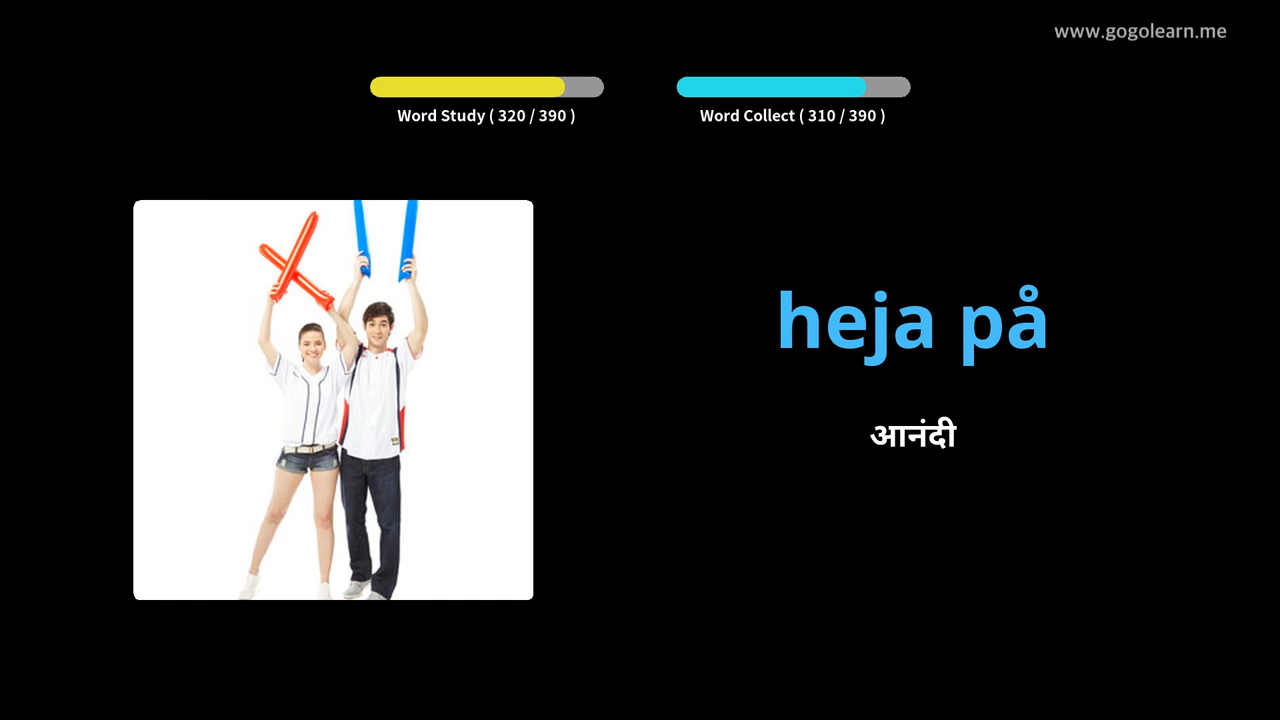 www.gogolearn.me
Word Study ( 320 / 390 )
Word Collect ( 310 / 390 )
heja på
आनंदी